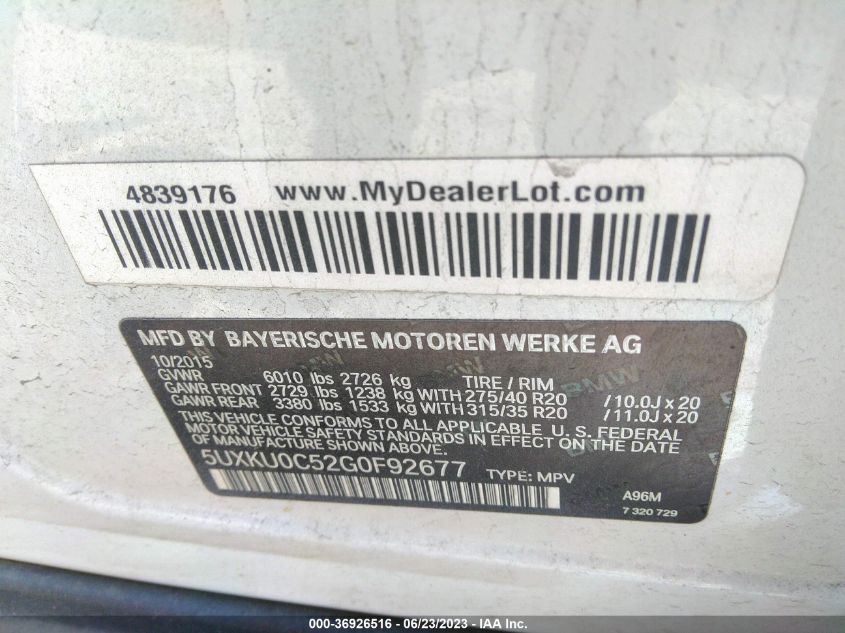 4839176 www.MyDealerLot.com
MFD BY BAYERISCHE MOTOREN WERKE AG
10/2015
GVWR 6010 lbs 2726 kg TIRE / RIM
GAWR FRONT 2729 lbs 1238 kg WITH 275/40 R20 /10.0J x 20
GAWR REAR 3380 lbs 1533 kg WITH 315/35 R20 /11.0J x 20
THIS VEHICLE CONFORMS TO ALL APPLICABLE U. S. FEDERAL
MOTOR VEHICLE SAFETY STANDARDS IN EFFECT ON THE DATE
OF MANUFACTURE SHOWN ABOVE.
5UXKU0C52G0F92677 TYPE: MPV
A96M
7 320 729
000-36926516 - 06/23/2023 - IAA Inc.